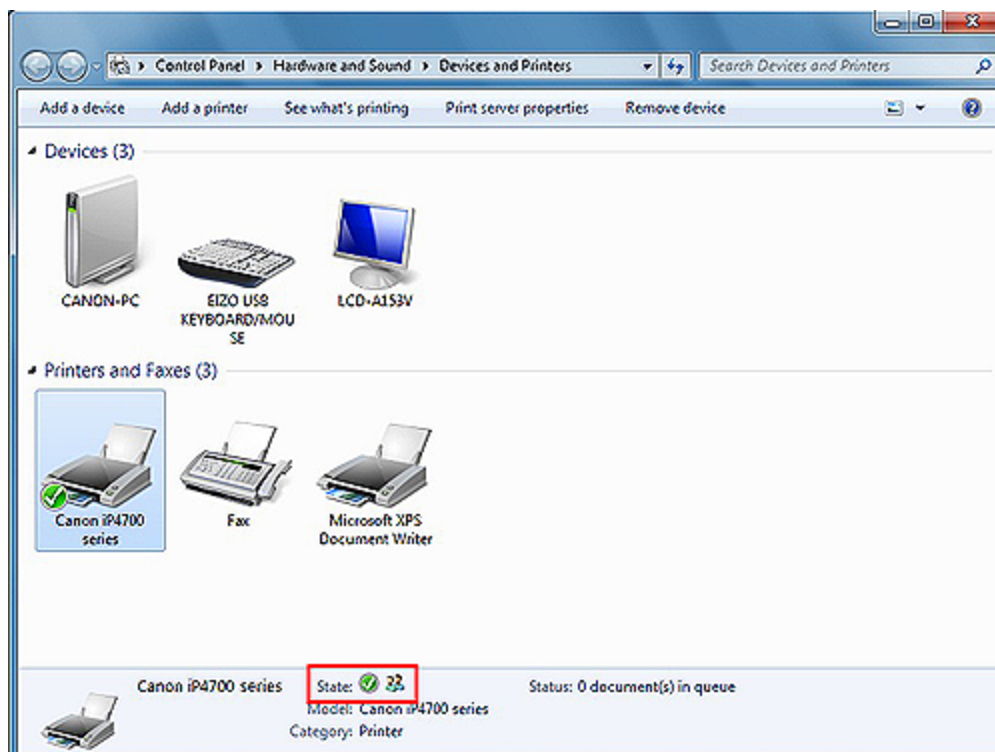 Control Panel Hardware and Sound Devices and Printers Search Devices and Printers
Add a device Add a printer See what's printing Print server properties Remove device
Devices (3)
CANON-PC
EIZO USB
KEYBOARD/MOU
SE
LCD-A153V
Printers and Faxes (3)
Canon iP4700
series
Fax
Microsoft XPS
Document Writer
Canon iP4700 series State: Status: 0 document(s) in queue
Model: Canon iP4700 series
Category: Printer